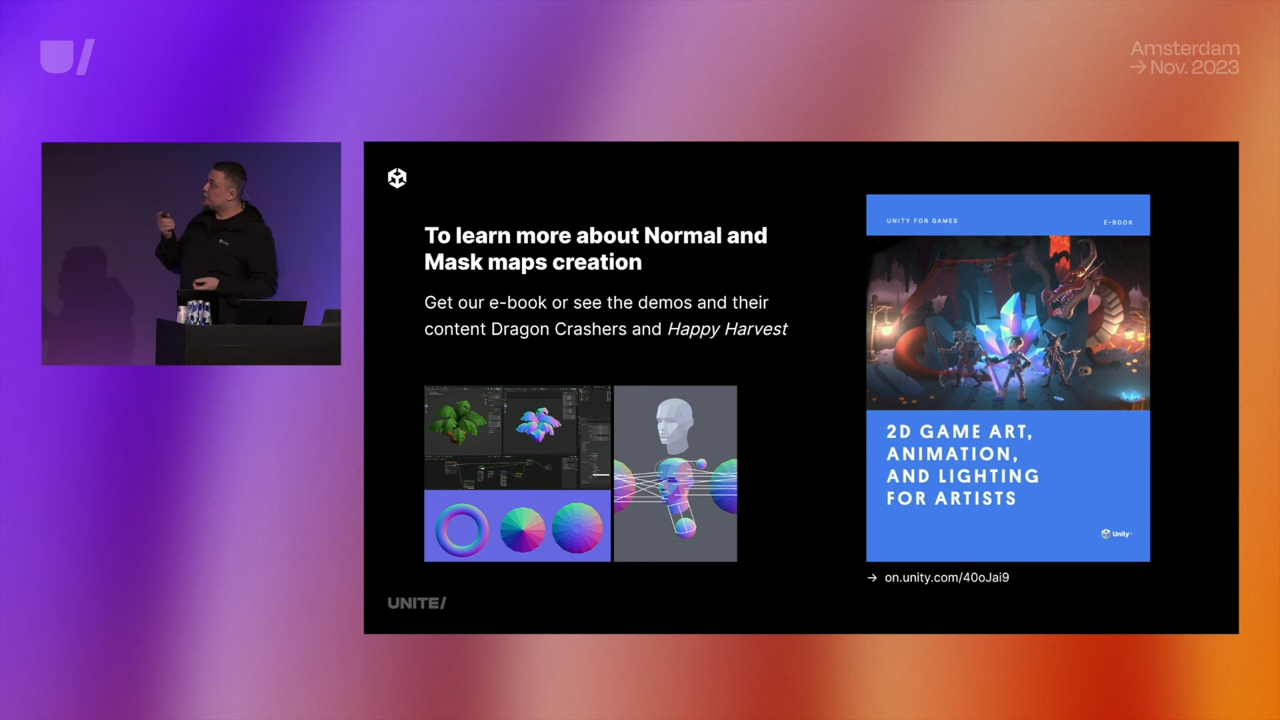 Amsterdam
→ Nov. 2023
To learn more about Normal and
Mask maps creation
Get our e-book or see the demos and their
content Dragon Crashers and Happy Harvest
UNITY FOR GAMES
E-BOOK
2D GAME ART,
ANIMATION,
AND LIGHTING
FOR ARTISTS
Unity
→ on.unity.com/40oJai9
UNITE/